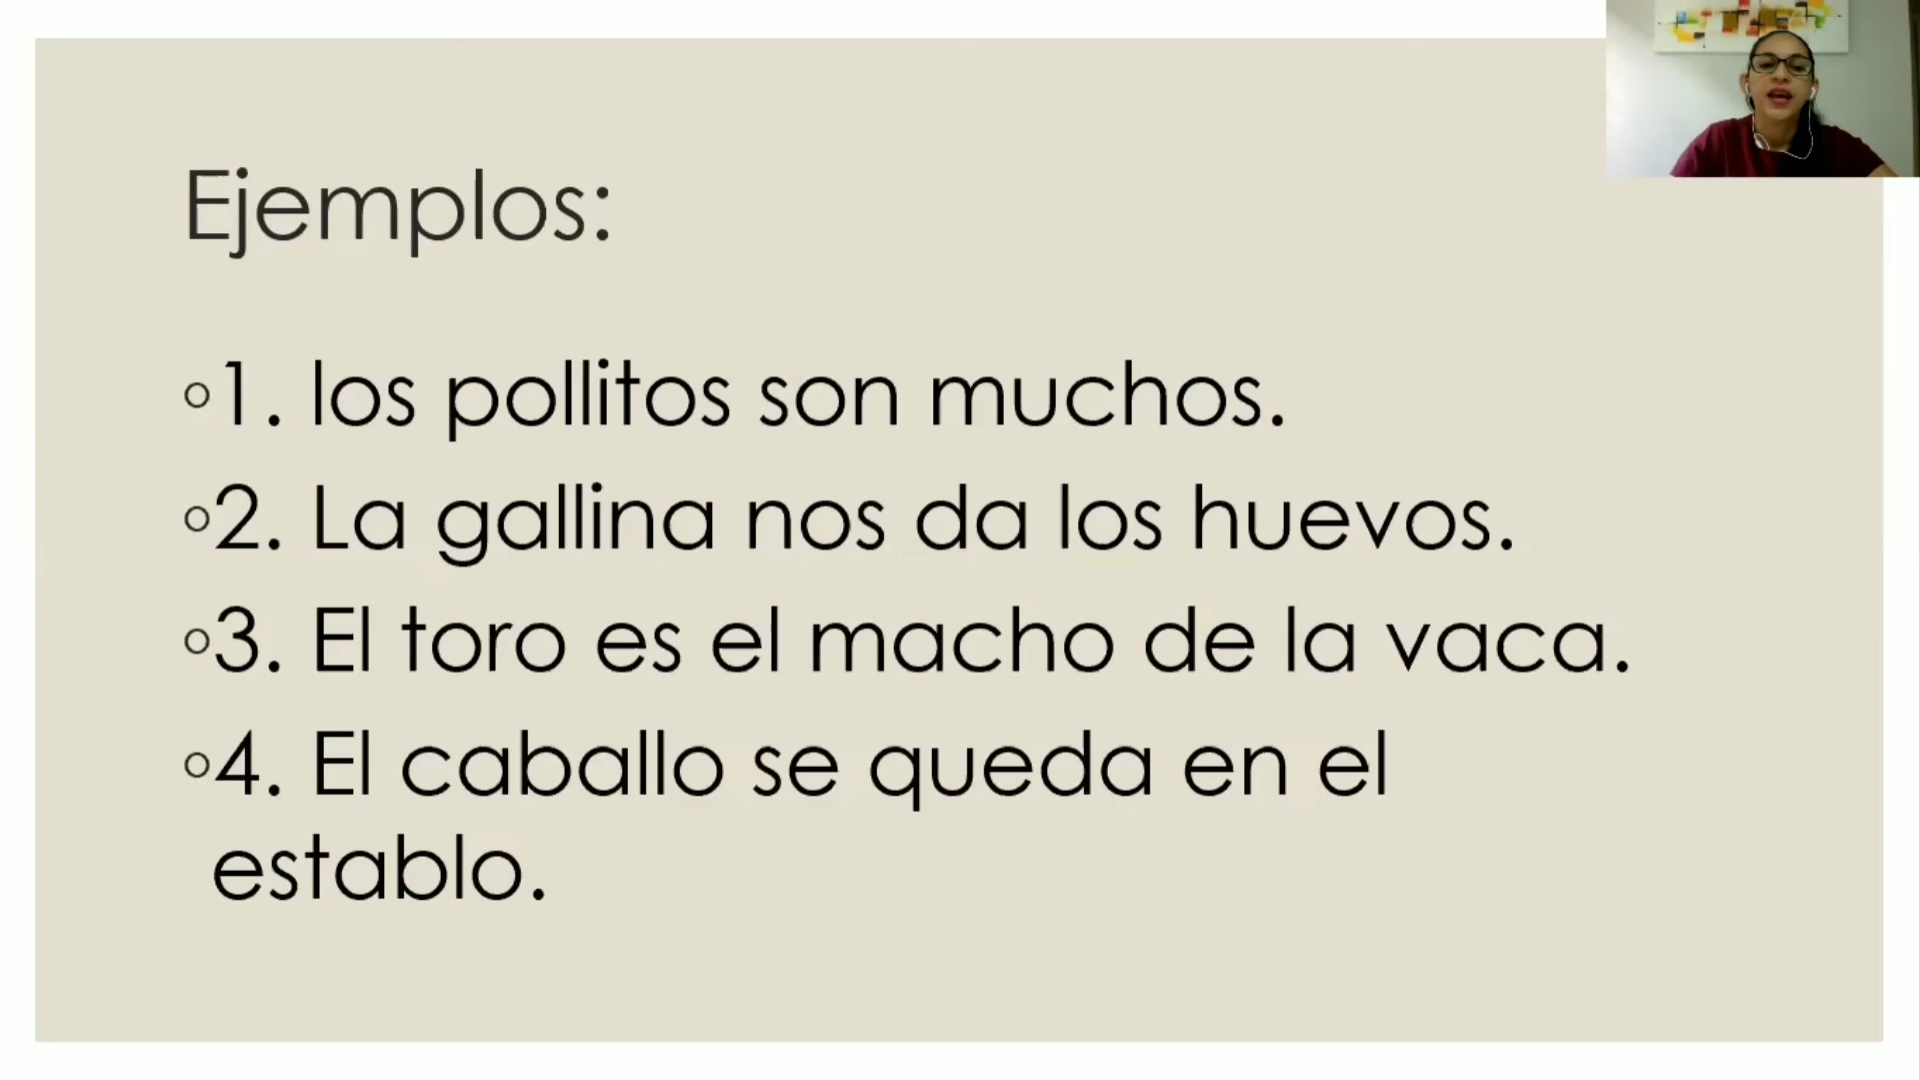 Ejemplos:
1. los pollitos son muchos.
2. La gallina nos da los huevos.
3. El toro es el macho de la vaca.
4. El caballo se queda en el
establo.